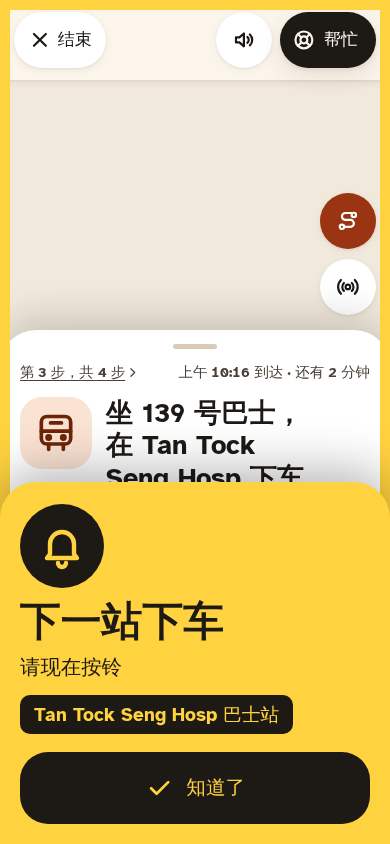 结束
帮忙
第 3 步，共 4 步
上午 10:16 到达 · 还有 2 分钟
坐 139 号巴士，
在 Tan Tock
Seng Hosp 下车
下一站下车
请现在按铃
Tan Tock Seng Hosp 巴士站
知道了